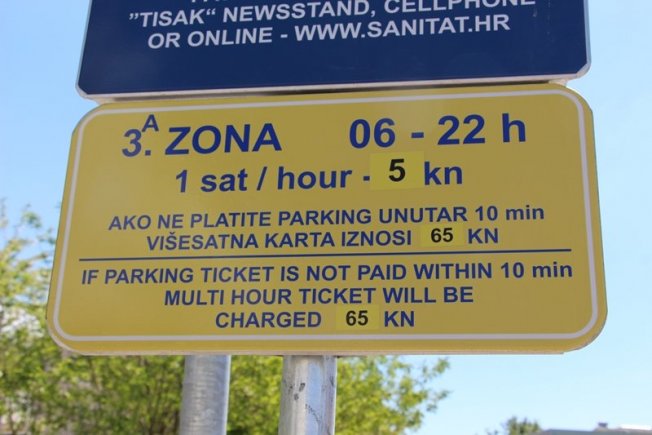 "TISAK" NEWSSTAND, CELLPHONE
OR ONLINE - WWW.SANITAT.HR
3.A ZONA 06 - 22 h
1 sat / hour - 5 kn
AKO NE PLATITE PARKING UNUTAR 10 min
VIŠESATNA KARTA IZNOSI 65 KN
IF PARKING TICKET IS NOT PAID WITHIN 10 min
MULTI HOUR TICKET WILL BE
CHARGED 65 KN